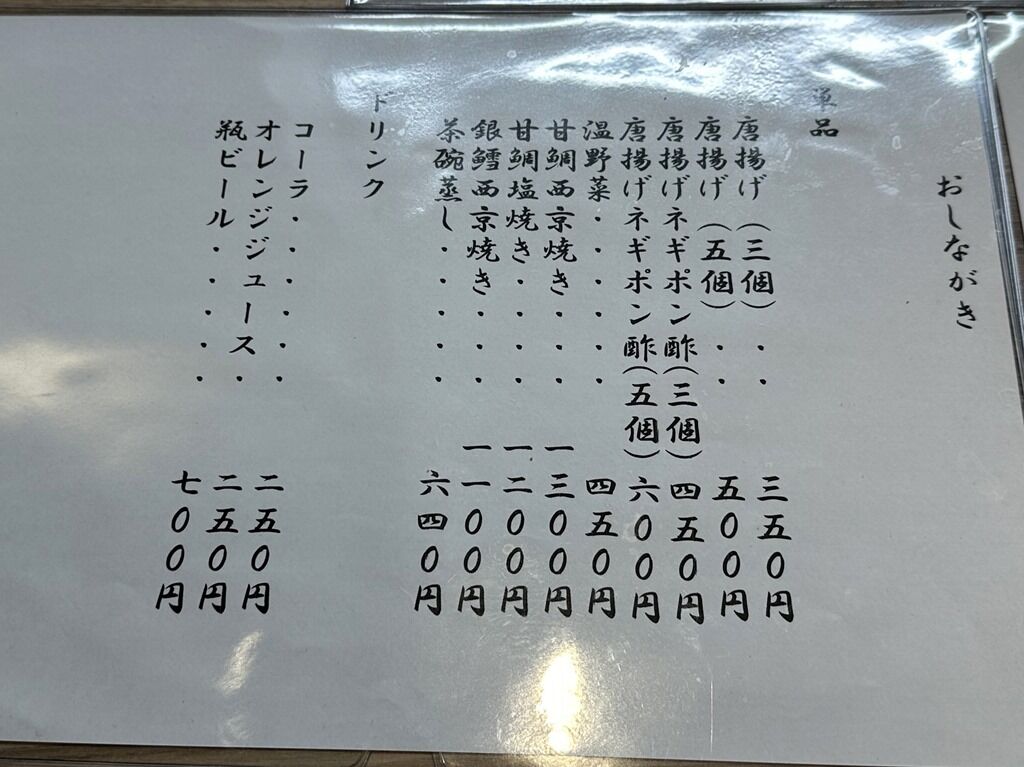 おしながき
単品
唐揚げ（三個）・・三五〇円
唐揚げ（五個）・・五〇〇円
唐揚げネギポン酢（三個）四五〇円
唐揚げネギポン酢（五個）六〇〇円
温野菜・・・・・・四五〇円
甘鯛西京焼き・・・一三〇〇円
甘鯛塩焼き・・・・一二〇〇円
銀鱈西京焼き・・・一一〇〇円
茶碗蒸し・・・・・六四〇円
ドリンク
コーラ・・・・・・二五〇円
オレンジジュース・二五〇円
瓶ビール・・・・・七〇〇円